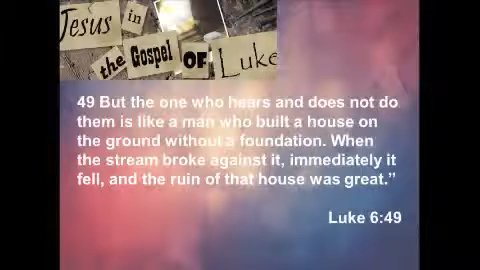 Jesus in
the Gospel OF Luke
49 But the one who hears and does not do
them is like a man who built a house on
the ground without a foundation. When
the stream broke against it, immediately it
fell, and the ruin of that house was great.”
Luke 6:49